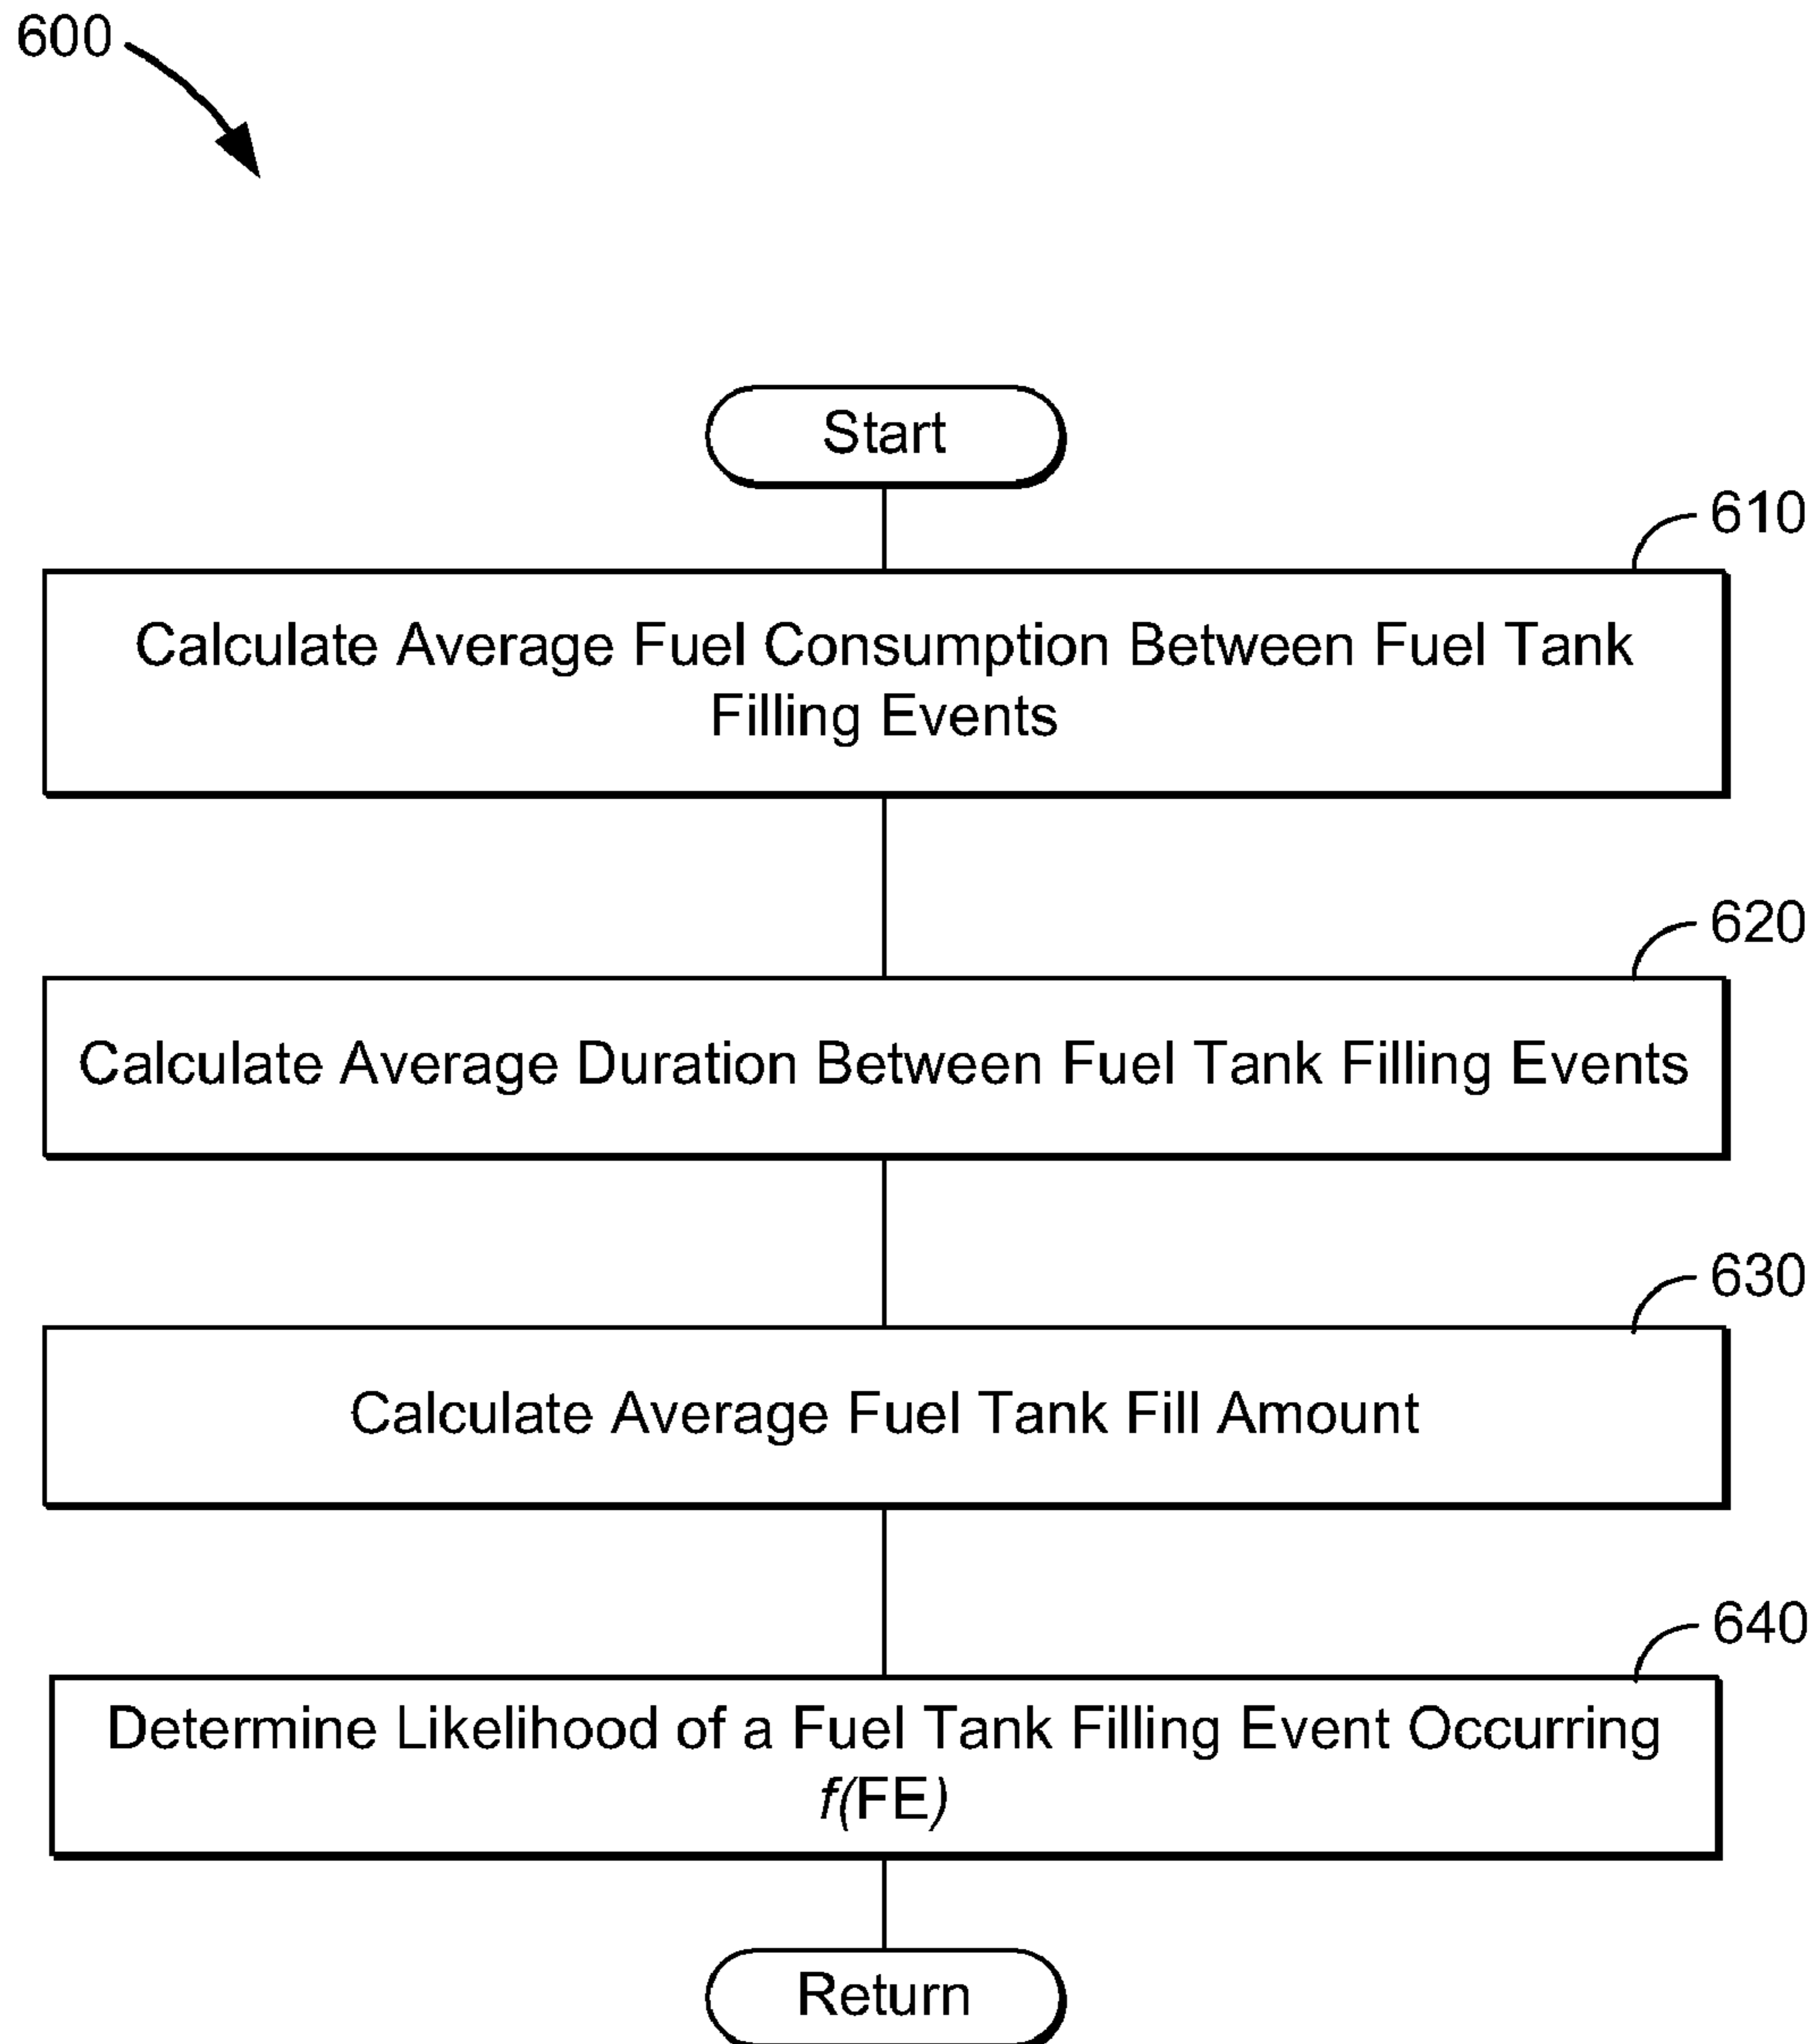 600
Start
610
Calculate Average Fuel Consumption Between Fuel Tank
Filling Events
620
Calculate Average Duration Between Fuel Tank Filling Events
630
Calculate Average Fuel Tank Fill Amount
640
Determine Likelihood of a Fuel Tank Filling Event Occurring
f(FE)
Return